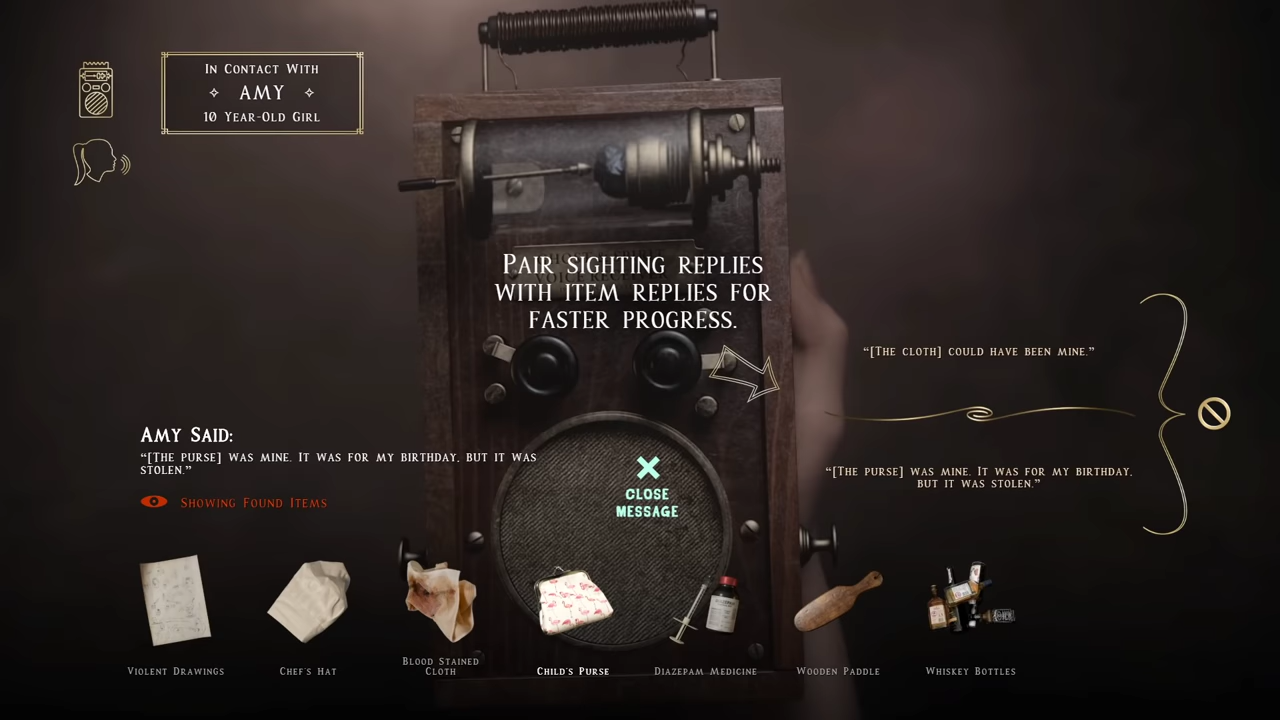 In Contact With
AMY
10 Year-Old Girl
Pair sighting replies
with item replies for
faster progress.
"[The cloth] could have been mine."
Amy Said:
"[The purse] was mine. It was for my birthday, but it was
stolen."
"[The purse] was mine. It was for my birthday,
but it was stolen."
Showing Found Items
Close
Message
Violent Drawings
Chef's Hat
Blood Stained
Cloth
Child's Purse
Diazepam Medicine
Wooden Paddle
Whiskey Bottles